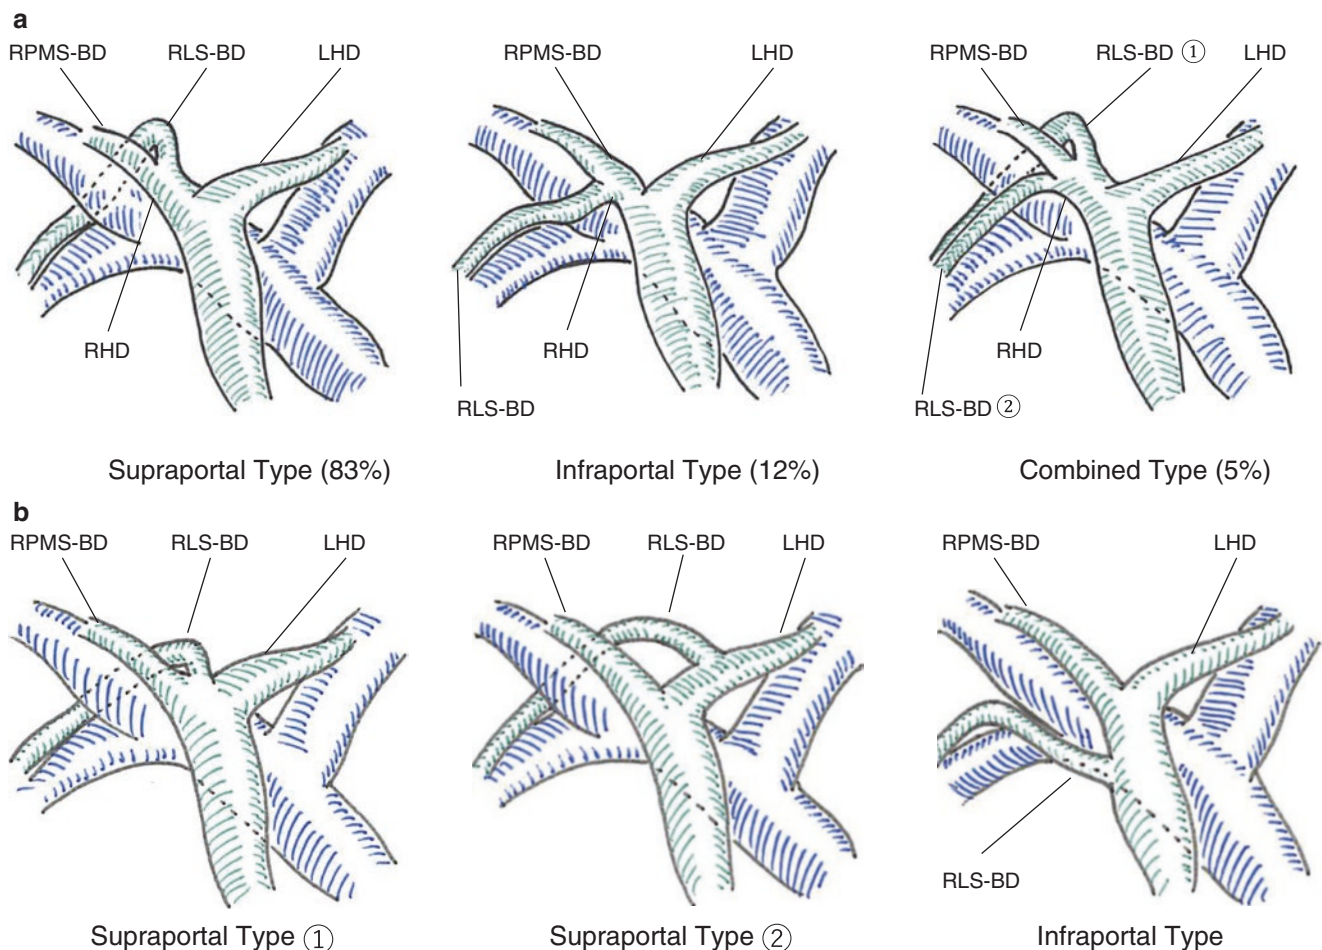 a
RPMS-BD RLS-BD LHD RPMS-BD LHD RPMS-BD RLS-BD ① LHD
RHD RHD RHD
RLS-BD RLS-BD ②
Supraportal Type (83%) Infraportal Type (12%) Combined Type (5%)
b
RPMS-BD RLS-BD LHD RPMS-BD RLS-BD LHD RPMS-BD LHD
RLS-BD
Supraportal Type ① Supraportal Type ② Infraportal Type